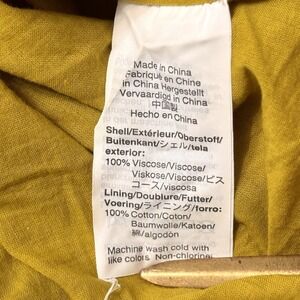 Made in China
Fabriqué en Chine
in China Hergestellt
Vervaardigd in China
中国製
Hecho en China
Shell/Extérieur/Oberstoff/
Buitenkant/シェル/tela
exterior:
100% Viscose/Viscose/
Viskose/Viscose/ビス
コース/viscosa
Lining/Doublure/Futter/
Voering/ライニング/forro:
100% Cotton/Coton/
Baumwolle/Katoen/
綿/algodón
Machine wash cold with
like colors. Non-chlorine